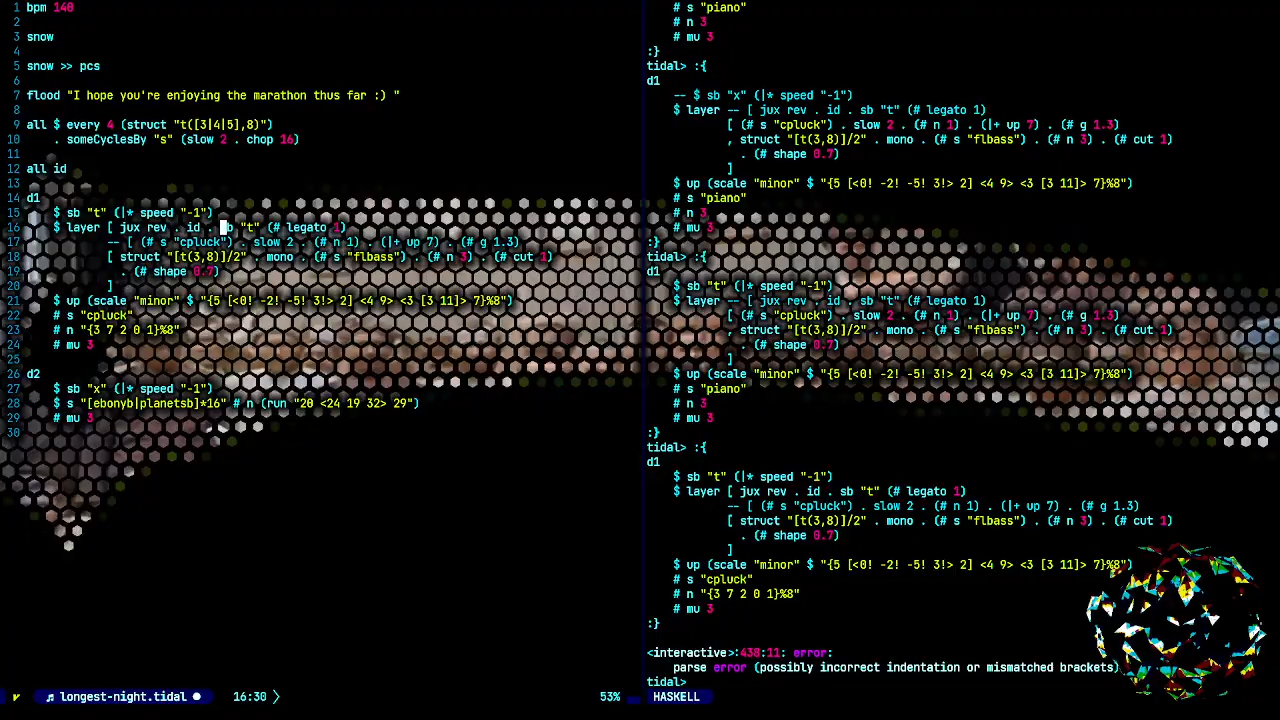 1 bpm 140
2
3 snow
4
5 snow >> pcs
6
7 flood "I hope you're enjoying the marathon thus far :) "
8
9 all $ every 4 (struct "t([3|4|5],8)")
10 . someCyclesBy "s" (slow 2 . chop 16)
11
12 all id
13
14 d1
15 $ sb "t" (|* speed "-1")
16 $ layer [ jux rev . id . sb "t" (# legato 1)
17 -- [ (# s "cpluck") . slow 2 . (# n 1) . (|+ up 7) . (# g 1.3)
18 [ struct "[t(3,8)]/2" . mono . (# s "flbass") . (# n 3) . (# cut 1)
19 . (# shape 0.7)
20 ]
21 $ up (scale "minor" $ "{5 [<0! -2! -5! 3!> 2] <4 9> <3 [3 11]> 7}%8")
22 # s "cpluck"
23 # n "{3 7 2 0 1}%8"
24 # mu 3
25
26 d2
27 $ sb "x" (|* speed "-1")
28 $ s "[ebonyb|planetsb]*16" # n (run "20 <24 19 32> 29")
29 # mu 3
30
v ♬ longest-night.tidal ● 16:30 53%
# s "piano"
# n 3
# mu 3
:}
tidal> :{
d1
-- $ sb "x" (|* speed "-1")
$ layer -- [ jux rev . id . sb "t" (# legato 1)
[ (# s "cpluck") . slow 2 . (# n 1) . (|+ up 7) . (# g 1.3)
, struct "[t(3,8)]/2" . mono . (# s "flbass") . (# n 3) . (# cut 1)
. (# shape 0.7)
]
$ up (scale "minor" $ "{5 [<0! -2! -5! 3!> 2] <4 9> <3 [3 11]> 7}%8")
# s "piano"
# n 3
# mu 3
:}
tidal> :{
d1
$ sb "t" (|* speed "-1")
$ layer -- [ jux rev . id . sb "t" (# legato 1)
[ (# s "cpluck") . slow 2 . (# n 1) . (|+ up 7) . (# g 1.3)
, struct "[t(3,8)]/2" . mono . (# s "flbass") . (# n 3) . (# cut 1)
. (# shape 0.7)
]
$ up (scale "minor" $ "{5 [<0! -2! -5! 3!> 2] <4 9> <3 [3 11]> 7}%8")
# s "piano"
# n 3
# mu 3
:}
tidal> :{
d1
$ sb "t" (|* speed "-1")
$ layer [ jux rev . id . sb "t" (# legato 1)
-- [ (# s "cpluck") . slow 2 . (# n 1) . (|+ up 7) . (# g 1.3)
[ struct "[t(3,8)]/2" . mono . (# s "flbass") . (# n 3) . (# cut 1)
. (# shape 0.7)
]
$ up (scale "minor" $ "{5 [<0! -2! -5! 3!> 2] <4 9> <3 [3 11]> 7}%8")
# s "cpluck"
# n "{3 7 2 0 1}%8"
# mu 3
:}
<interactive>:438:11: error:
parse error (possibly incorrect indentation or mismatched brackets)
tidal>
HASKELL